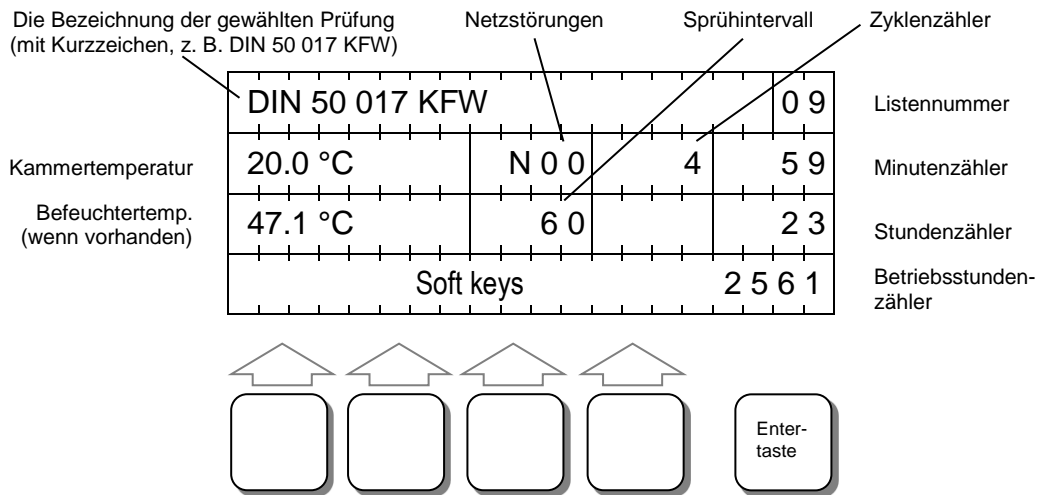 Die Bezeichnung der gewählten Prüfung
(mit Kurzzeichen, z. B. DIN 50 017 KFW)
Netzstörungen
Sprühintervall
Zyklenzähler
DIN 50 017 KFW 0 9
Listennummer
Kammertemperatur
20.0 °C N 0 0 4 5 9
Minutenzähler
Befeuchtertemp.
(wenn vorhanden)
47.1 °C 6 0 2 3
Stundenzähler
Soft keys 2 5 6 1
Betriebsstunden-
zähler
Enter-
taste